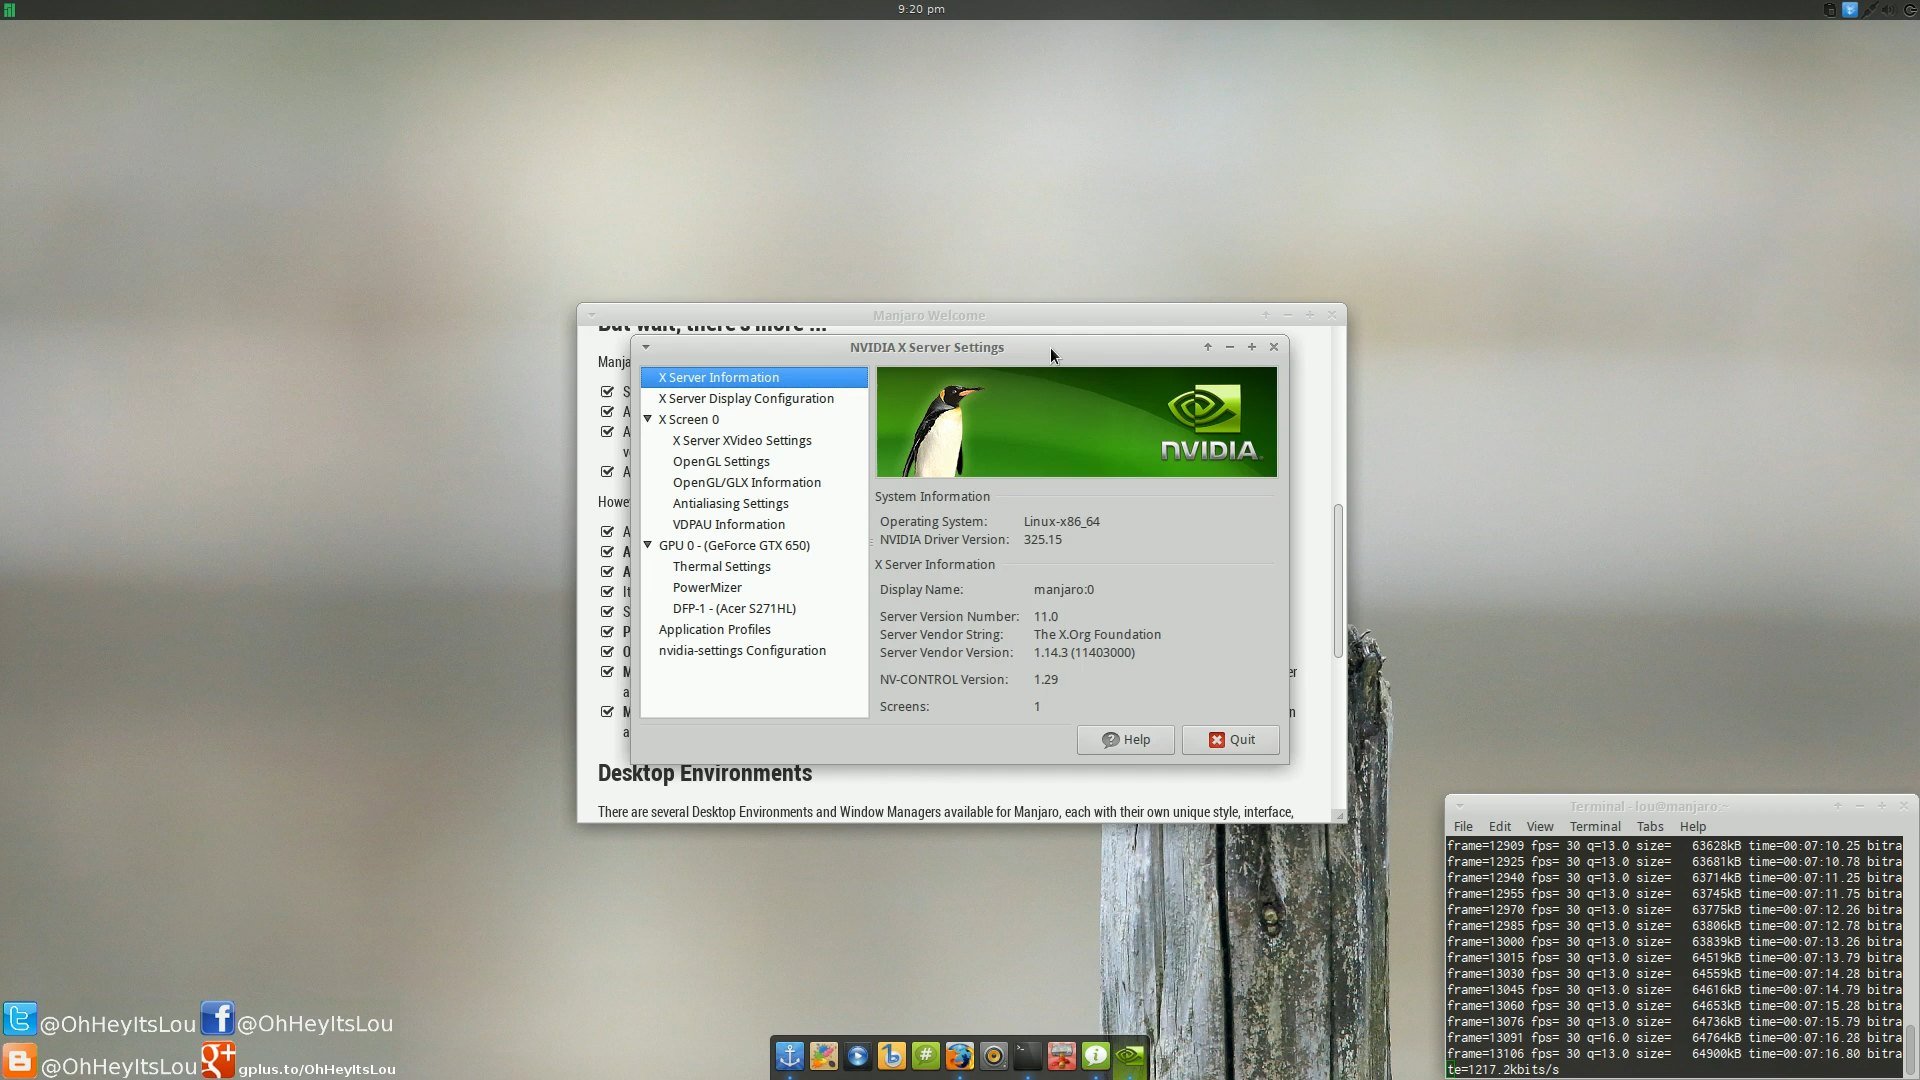 9:20 pm
Manjaro Welcome
But wait, there's more ...
Manja
S
A
A
v
A
Howe
A
A
A
It
S
P
O
M
er
a
M
n
a
Desktop Environments
There are several Desktop Environments and Window Managers available for Manjaro, each with their own unique style, interface,
NVIDIA X Server Settings
X Server Information
X Server Display Configuration
X Screen 0
X Server XVideo Settings
OpenGL Settings
OpenGL/GLX Information
Antialiasing Settings
VDPAU Information
GPU 0 - (GeForce GTX 650)
Thermal Settings
PowerMizer
DFP-1 - (Acer S271HL)
Application Profiles
nvidia-settings Configuration
NVIDIA
System Information
Operating System: Linux-x86_64
NVIDIA Driver Version: 325.15
X Server Information
Display Name: manjaro:0
Server Version Number: 11.0
Server Vendor String: The X.Org Foundation
Server Vendor Version: 1.14.3 (11403000)
NV-CONTROL Version: 1.29
Screens: 1
Help Quit
Terminal - lou@manjaro:~
File Edit View Terminal Tabs Help
frame=12909 fps= 30 q=13.0 size=   63628kB time=00:07:10.25 bitra
frame=12925 fps= 30 q=13.0 size=   63681kB time=00:07:10.78 bitra
frame=12940 fps= 30 q=13.0 size=   63714kB time=00:07:11.25 bitra
frame=12955 fps= 30 q=13.0 size=   63745kB time=00:07:11.75 bitra
frame=12970 fps= 30 q=13.0 size=   63775kB time=00:07:12.26 bitra
frame=12985 fps= 30 q=13.0 size=   63806kB time=00:07:12.78 bitra
frame=13000 fps= 30 q=13.0 size=   63839kB time=00:07:13.26 bitra
frame=13015 fps= 30 q=13.0 size=   64519kB time=00:07:13.79 bitra
frame=13030 fps= 30 q=13.0 size=   64559kB time=00:07:14.28 bitra
frame=13045 fps= 30 q=13.0 size=   64616kB time=00:07:14.79 bitra
frame=13060 fps= 30 q=13.0 size=   64653kB time=00:07:15.28 bitra
frame=13076 fps= 30 q=13.0 size=   64736kB time=00:07:15.79 bitra
frame=13091 fps= 30 q=16.0 size=   64764kB time=00:07:16.28 bitra
frame=13106 fps= 30 q=13.0 size=   64900kB time=00:07:16.80 bitra
te=1217.2kbits/s
@OhHeyItsLou @OhHeyItsLou
@OhHeyItsLou gplus.to/OhHeyItsLou